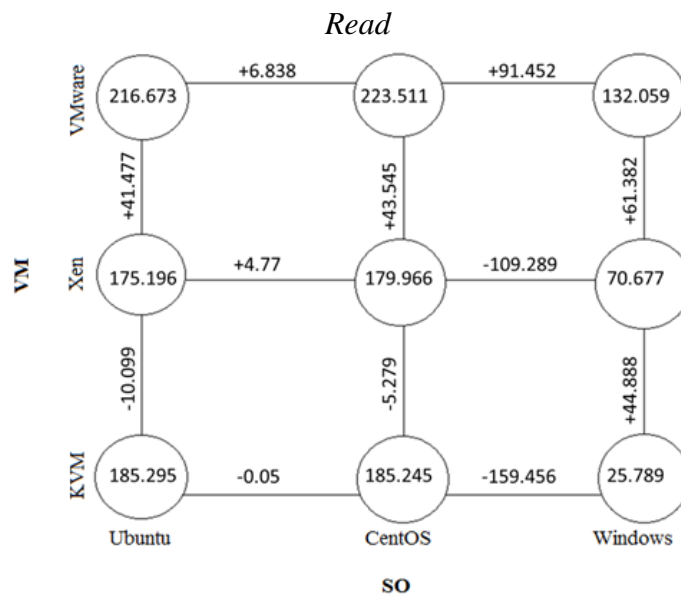 Read
VMware
216.673
+6.838
223.511
+91.452
132.059
+41.477
+43.545
+61.382
VM
Xen
175.196
+4.77
179.966
-109.289
70.677
-10.099
-5.279
+44.888
KVM
185.295
-0.05
185.245
-159.456
25.789
Ubuntu
CentOS
Windows
SO